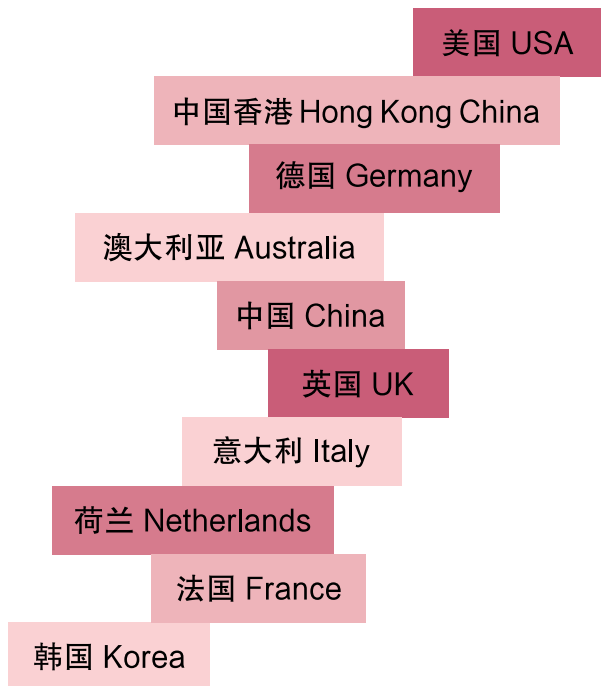 美国 USA
中国香港 Hong Kong China
德国 Germany
澳大利亚 Australia
中国 China
英国 UK
意大利 Italy
荷兰 Netherlands
法国 France
韩国 Korea